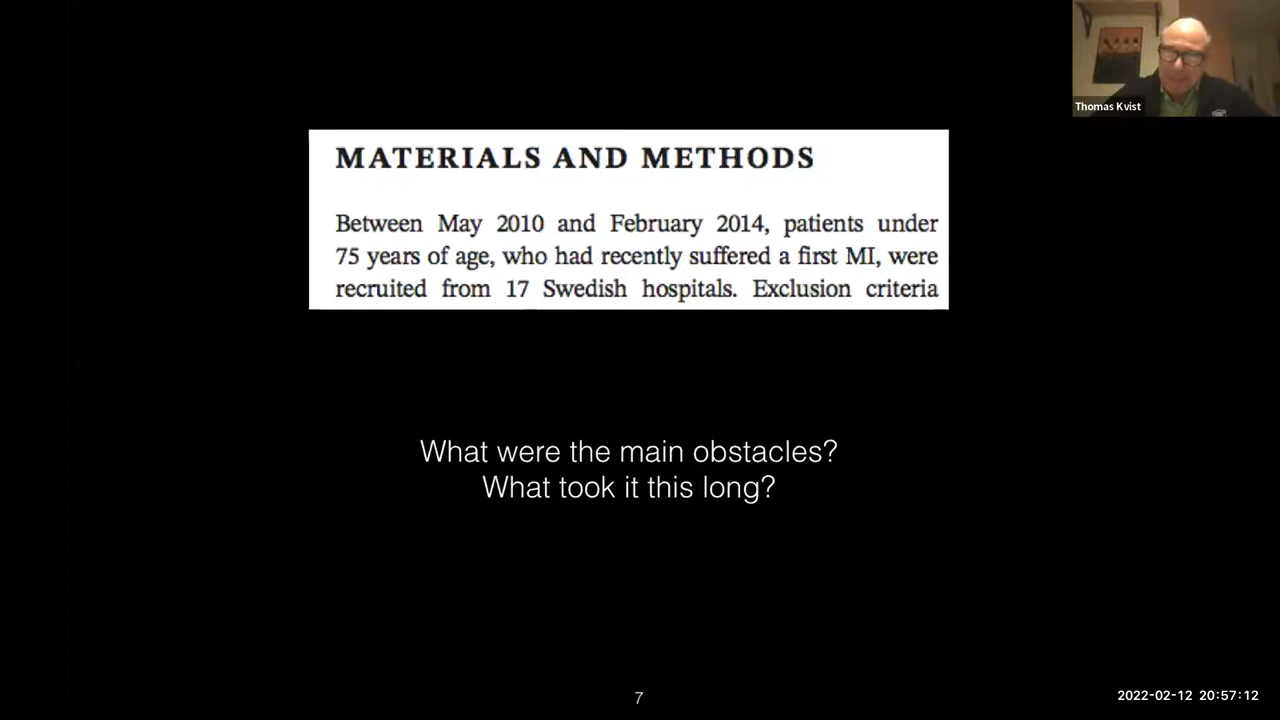 Thomas Kvist
MATERIALS AND METHODS
Between May 2010 and February 2014, patients under
75 years of age, who had recently suffered a first MI, were
recruited from 17 Swedish hospitals. Exclusion criteria
What were the main obstacles?
What took it this long?
7
2022-02-12 20:57:12